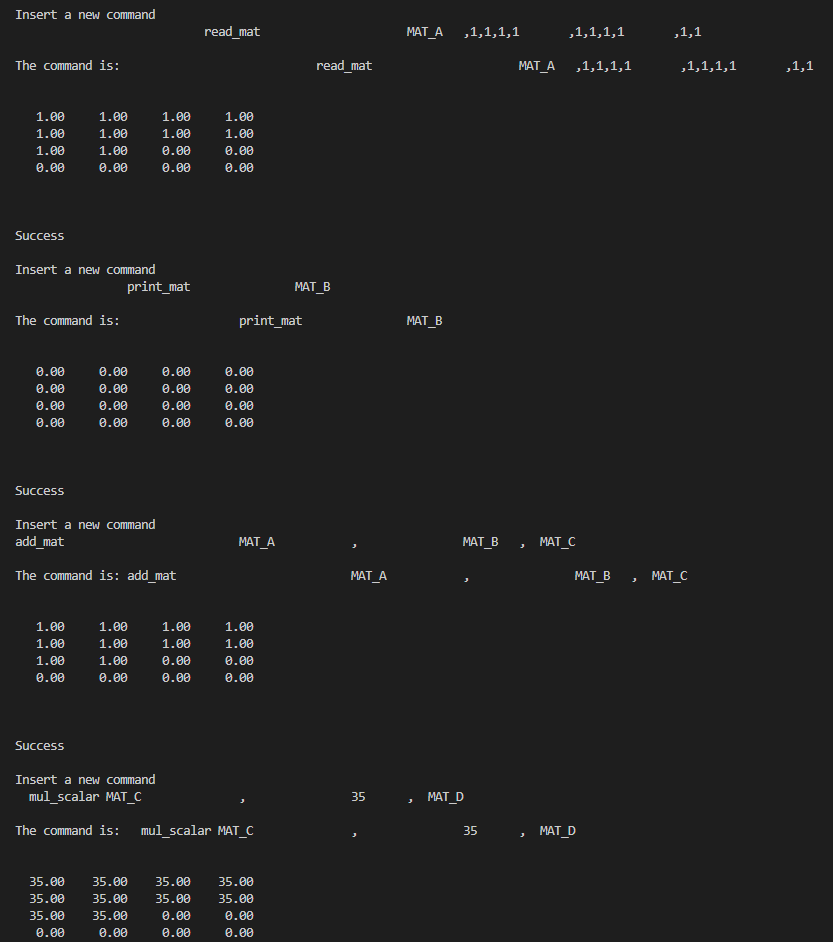 Insert a new command
read_mat MAT_A ,1,1,1,1 ,1,1,1,1 ,1,1
The command is: read_mat MAT_A ,1,1,1,1 ,1,1,1,1 ,1,1
1.00 1.00 1.00 1.00
1.00 1.00 1.00 1.00
1.00 1.00 0.00 0.00
0.00 0.00 0.00 0.00
Success
Insert a new command
print_mat MAT_B
The command is: print_mat MAT_B
0.00 0.00 0.00 0.00
0.00 0.00 0.00 0.00
0.00 0.00 0.00 0.00
0.00 0.00 0.00 0.00
Success
Insert a new command
add_mat MAT_A , MAT_B , MAT_C
The command is: add_mat MAT_A , MAT_B , MAT_C
1.00 1.00 1.00 1.00
1.00 1.00 1.00 1.00
1.00 1.00 0.00 0.00
0.00 0.00 0.00 0.00
Success
Insert a new command
mul_scalar MAT_C , 35 , MAT_D
The command is: mul_scalar MAT_C , 35 , MAT_D
35.00 35.00 35.00 35.00
35.00 35.00 35.00 35.00
35.00 35.00 0.00 0.00
0.00 0.00 0.00 0.00